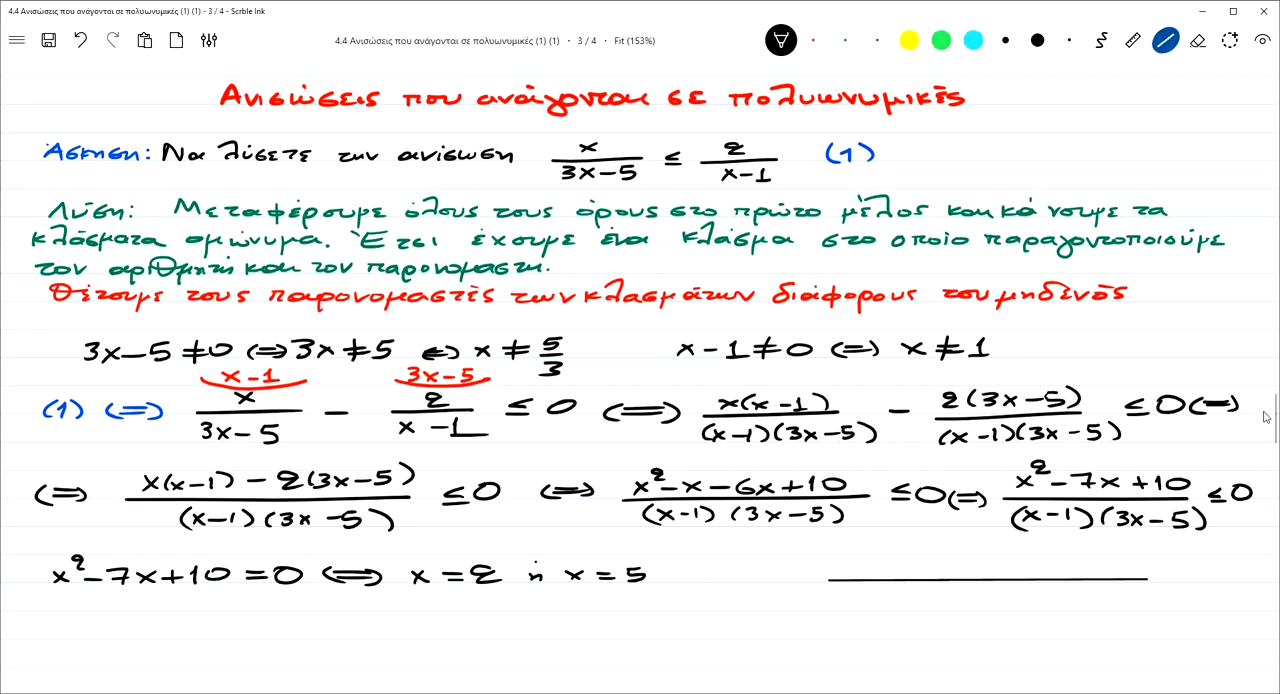 4.4 Ανισώσεις που ανάγονται σε πολυωνυμικές (1) (1) - 3 / 4 - Scrble Ink
4.4 Ανισώσεις που ανάγονται σε πολυωνυμικές (1) (1) • 3 / 4 • Fit (153%)
Ανισώσεις που ανάγονται σε πολυωνυμικές
Άσκηση: Να λύσετε την ανίσωση x/(3x-5) ≤ 2/(x-1) (1)
Λύση: Μεταφέρουμε όλους τους όρους στο πρώτο μέλος και κάνουμε τα
κλάσματα ομώνυμα. Έτσι έχουμε ένα κλάσμα στο οποίο παραγοντοποιούμε
τον αριθμητή και τον παρονομαστή.
Θέτουμε τους παρονομαστές των κλασμάτων διάφορους του μηδενός
3x-5≠0 ⇔ 3x≠5 ⇔ x≠5/3 x-1≠0 ⇔ x≠1
x-1 3x-5
(1) ⇔ x/(3x-5) - 2/(x-1) ≤ 0 ⇔ x(x-1)/((x-1)(3x-5)) - 2(3x-5)/((x-1)(3x-5)) ≤ 0 ⇔
⇔ (x(x-1)-2(3x-5))/((x-1)(3x-5)) ≤ 0 ⇔ (x²-x-6x+10)/((x-1)(3x-5)) ≤ 0 ⇔ (x²-7x+10)/((x-1)(3x-5)) ≤ 0
x²-7x+10=0 ⇔ x=2 ή x=5